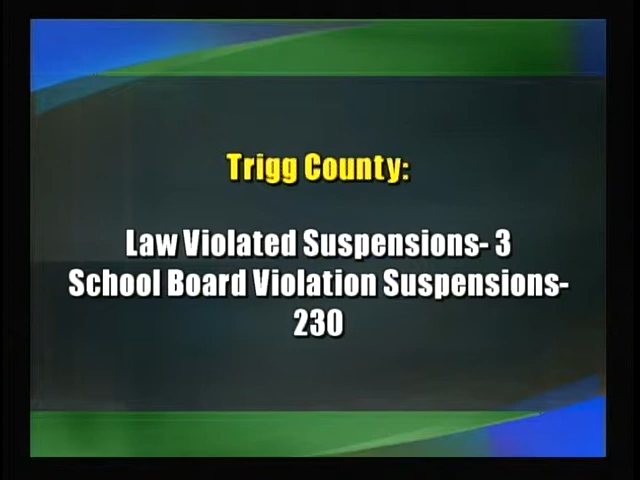 Trigg County:
Law Violated Suspensions- 3
School Board Violation Suspensions-
230